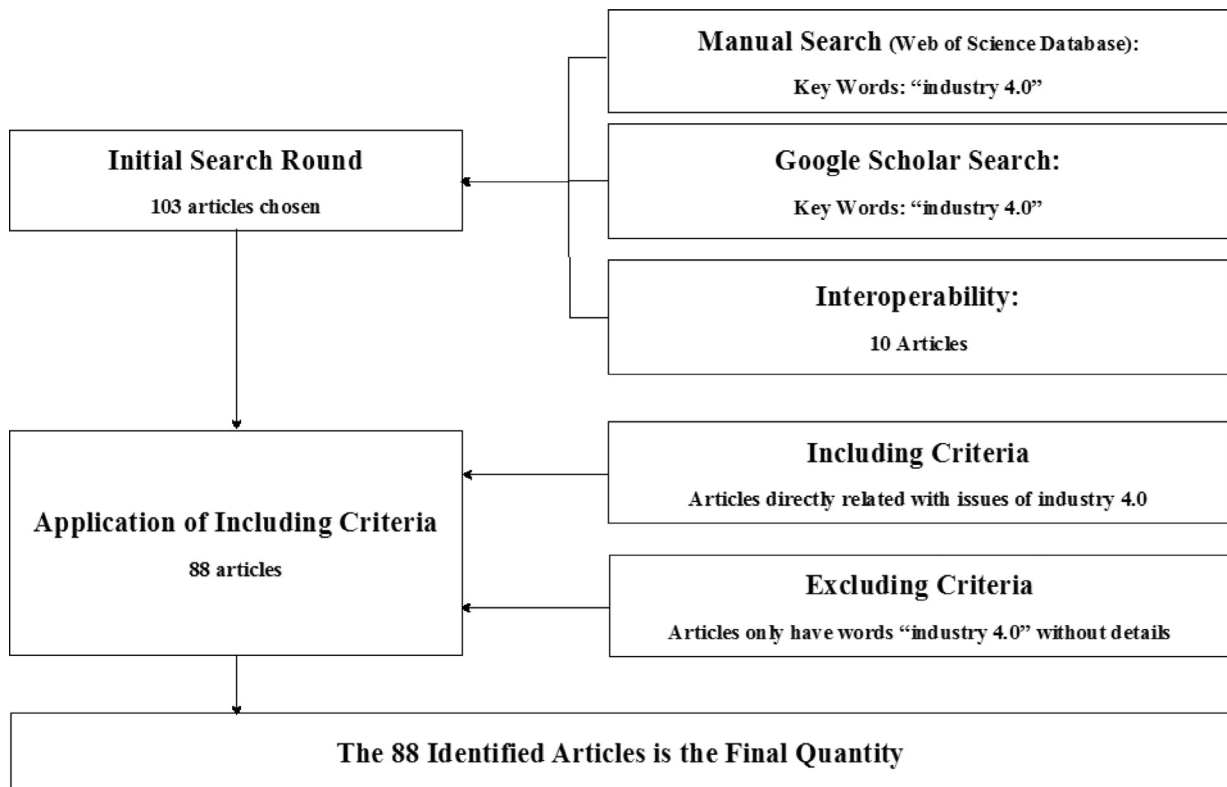 Manual Search (Web of Science Database):
Key Words: “industry 4.0”
Initial Search Round
103 articles chosen
Google Scholar Search:
Key Words: “industry 4.0”
Interoperability:
10 Articles
Application of Including Criteria
88 articles
Including Criteria
Articles directly related with issues of industry 4.0
Excluding Criteria
Articles only have words “industry 4.0” without details
The 88 Identified Articles is the Final Quantity